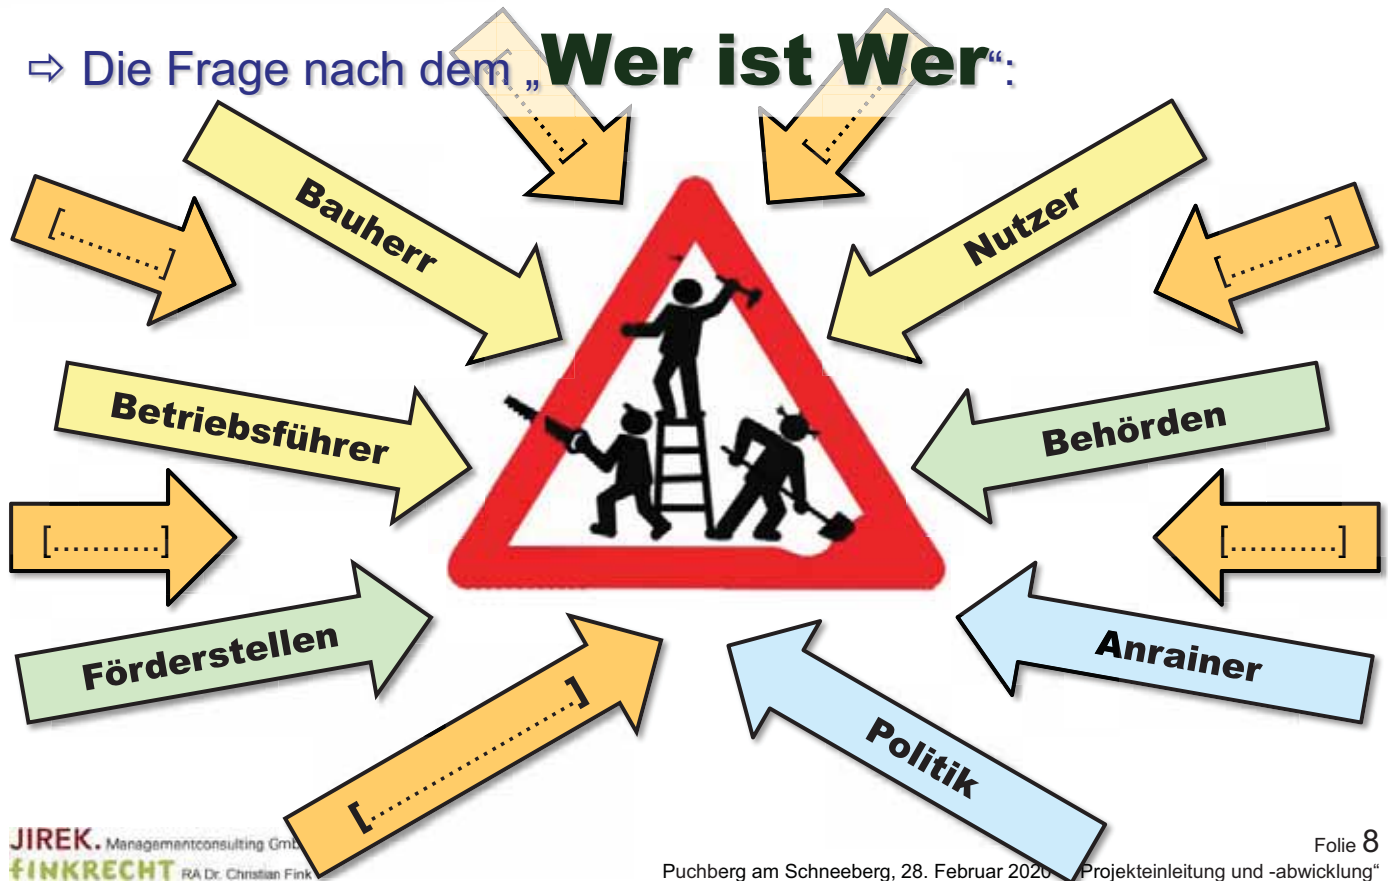 ⇨ Die Frage nach dem „Wer ist Wer“:
[...........]
[...........]
Bauherr
Nutzer
[...........]
[...........]
Betriebsführer
Behörden
[...........]
[...........]
Förderstellen
Anrainer
[.........................]
Politik
JIREK. Managementconsulting Gmb
Folie 8
FINKRECHT RA Dr. Christian Fink
Puchberg am Schneeberg, 28. Februar 2020 Projekteinleitung und -abwicklung“